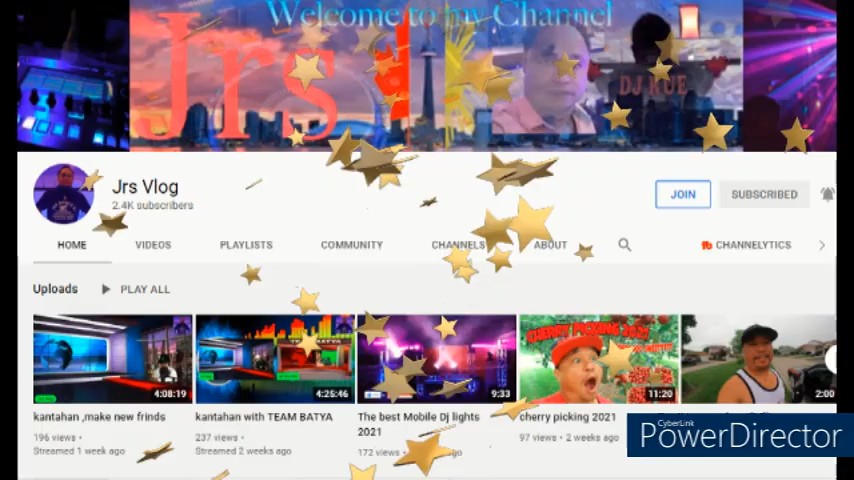 Welcome to my Channel
Jrs
DJ KUE
Jrs Vlog
2.4K subscribers
JOIN
SUBSCRIBED
HOME
VIDEOS
PLAYLISTS
COMMUNITY
CHANNELS
ABOUT
CHANNELYTICS
Uploads
PLAY ALL
TEAM BATYA
CHERRY PICKING 2021
4:08:19
4:25:46
9:33
11:20
2:00
kantahan ,make new frinds
196 views •
Streamed 1 week ago
kantahan with TEAM BATYA
237 views •
Streamed 2 weeks ago
The best Mobile Dj lights
2021
172 views •
cherry picking 2021
97 views • 2 weeks ago
CyberLink
PowerDirector